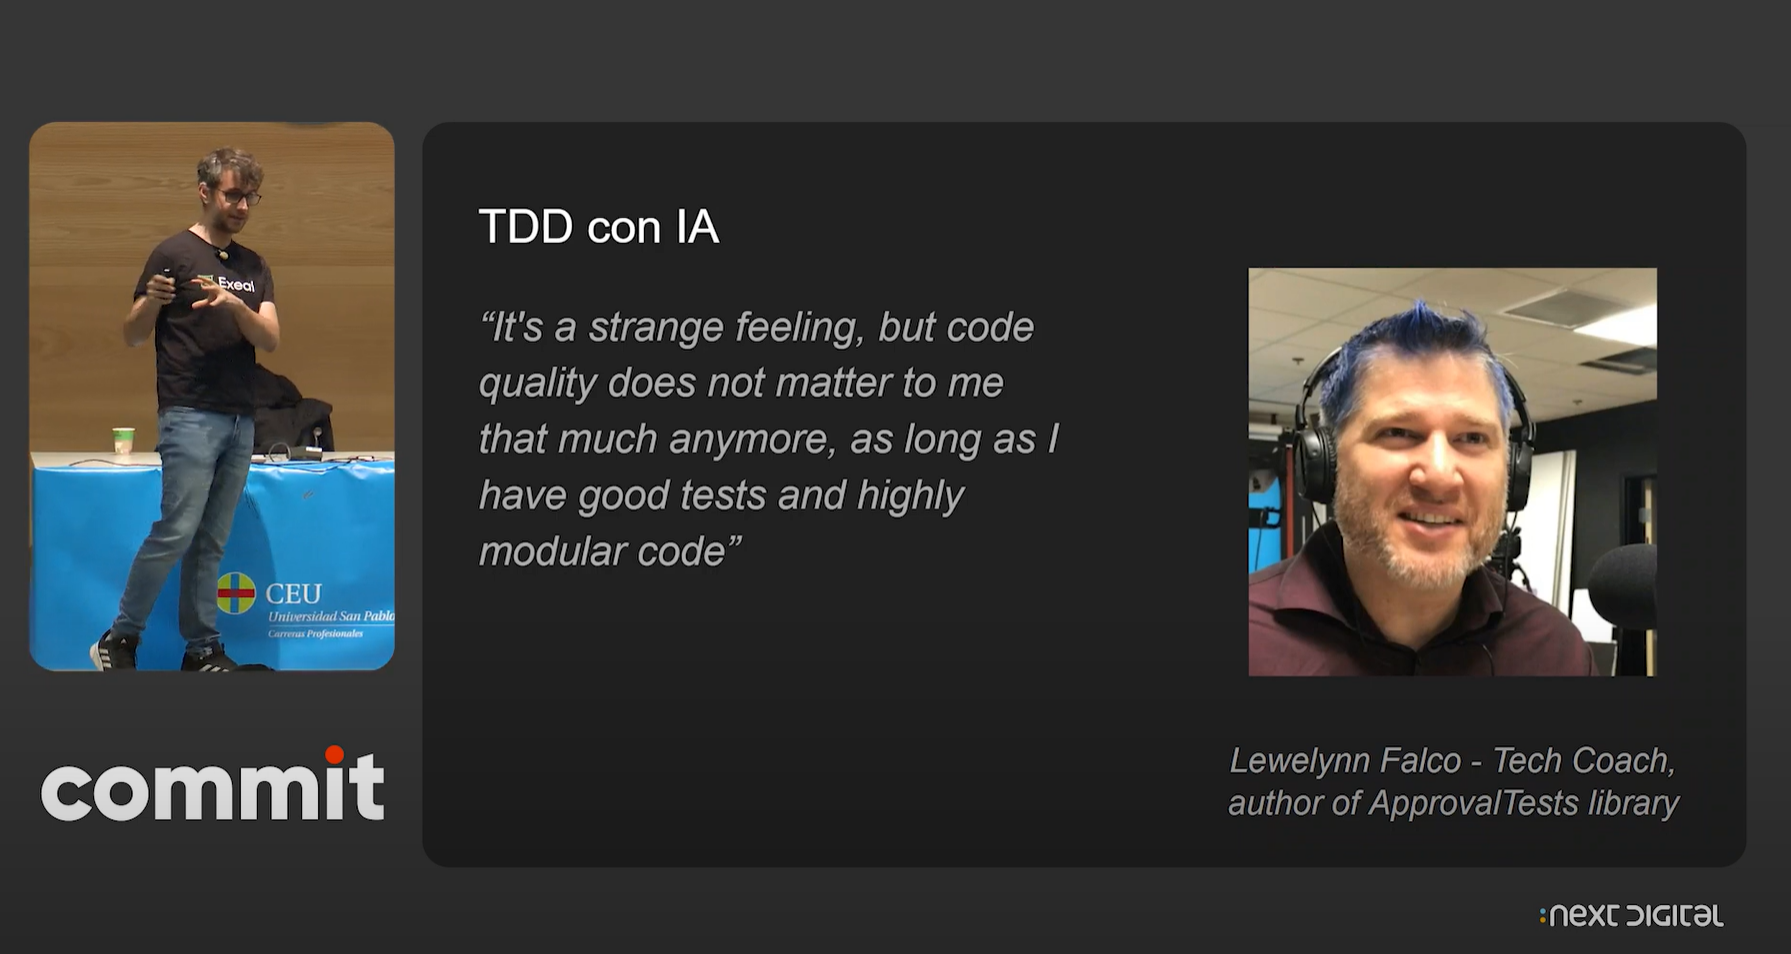 Exeal
CEU
Universidad San Pablo
Carreras Profesionales
commit
TDD con IA
“It's a strange feeling, but code
quality does not matter to me
that much anymore, as long as I
have good tests and highly
modular code”
Lewelynn Falco - Tech Coach,
author of ApprovalTests library
:next digital